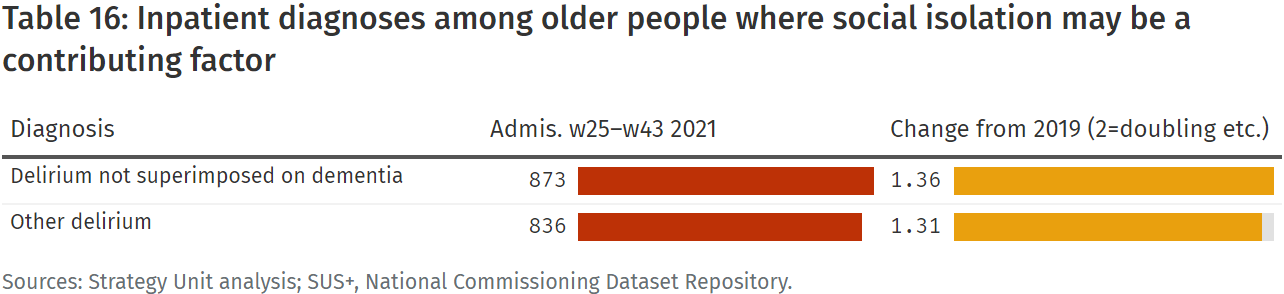 Table 16: Inpatient diagnoses among older people where social isolation may be a
contributing factor
Diagnosis Admis. w25–w43 2021 Change from 2019 (2=doubling etc.)
Delirium not superimposed on dementia 873 1.36
Other delirium 836 1.31
Sources: Strategy Unit analysis; SUS+, National Commissioning Dataset Repository.